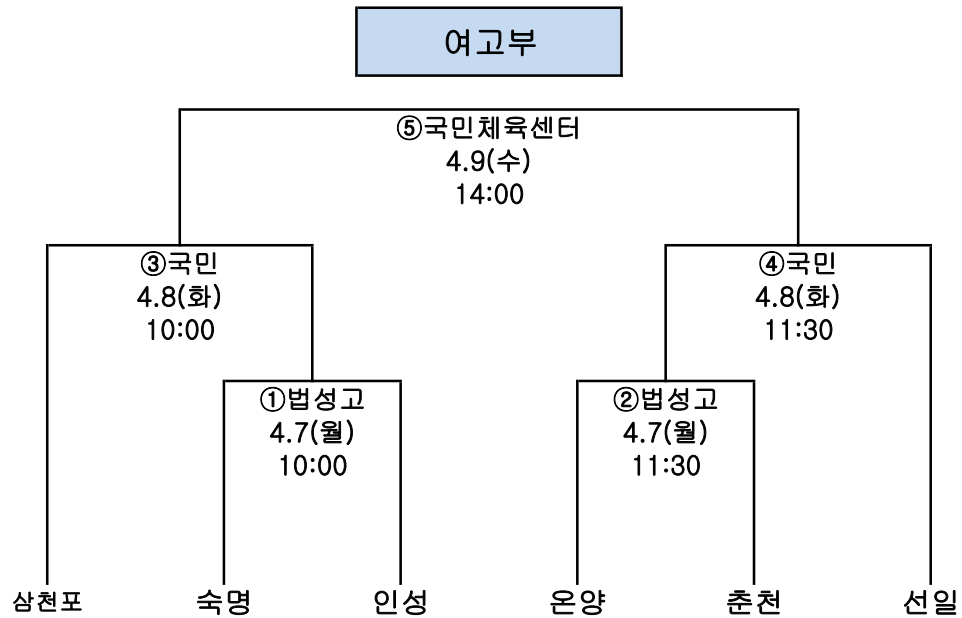 여고부
⑤국민체육센터
4.9(수)
14:00
③국민
4.8(화)
10:00
④국민
4.8(화)
11:30
①법성고
4.7(월)
10:00
②법성고
4.7(월)
11:30
삼천포 숙명 인성 온양 춘천 선일